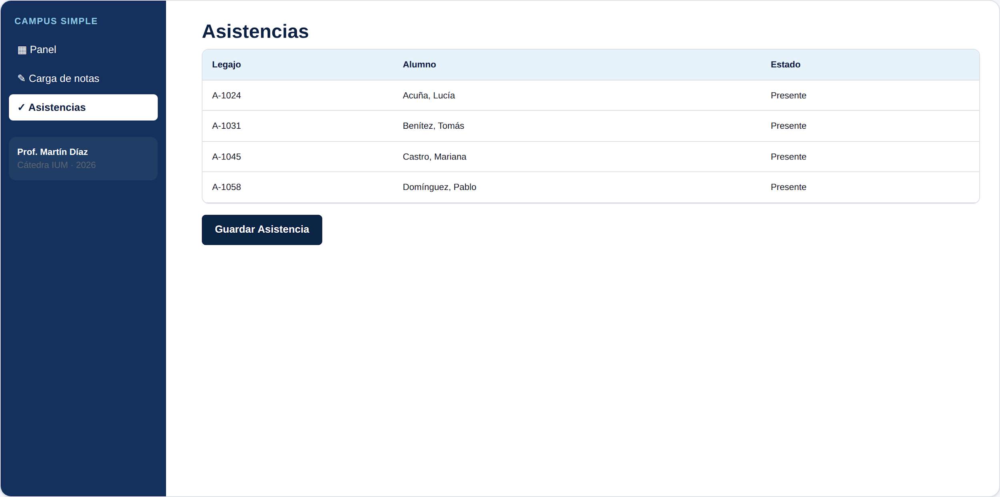 CAMPUS SIMPLE
▦ Panel
✎ Carga de notas
✓ Asistencias
Prof. Martín Díaz
Cátedra IUM · 2026
Asistencias
Legajo Alumno Estado
A-1024 Acuña, Lucía Presente
A-1031 Benítez, Tomás Presente
A-1045 Castro, Mariana Presente
A-1058 Domínguez, Pablo Presente
Guardar Asistencia